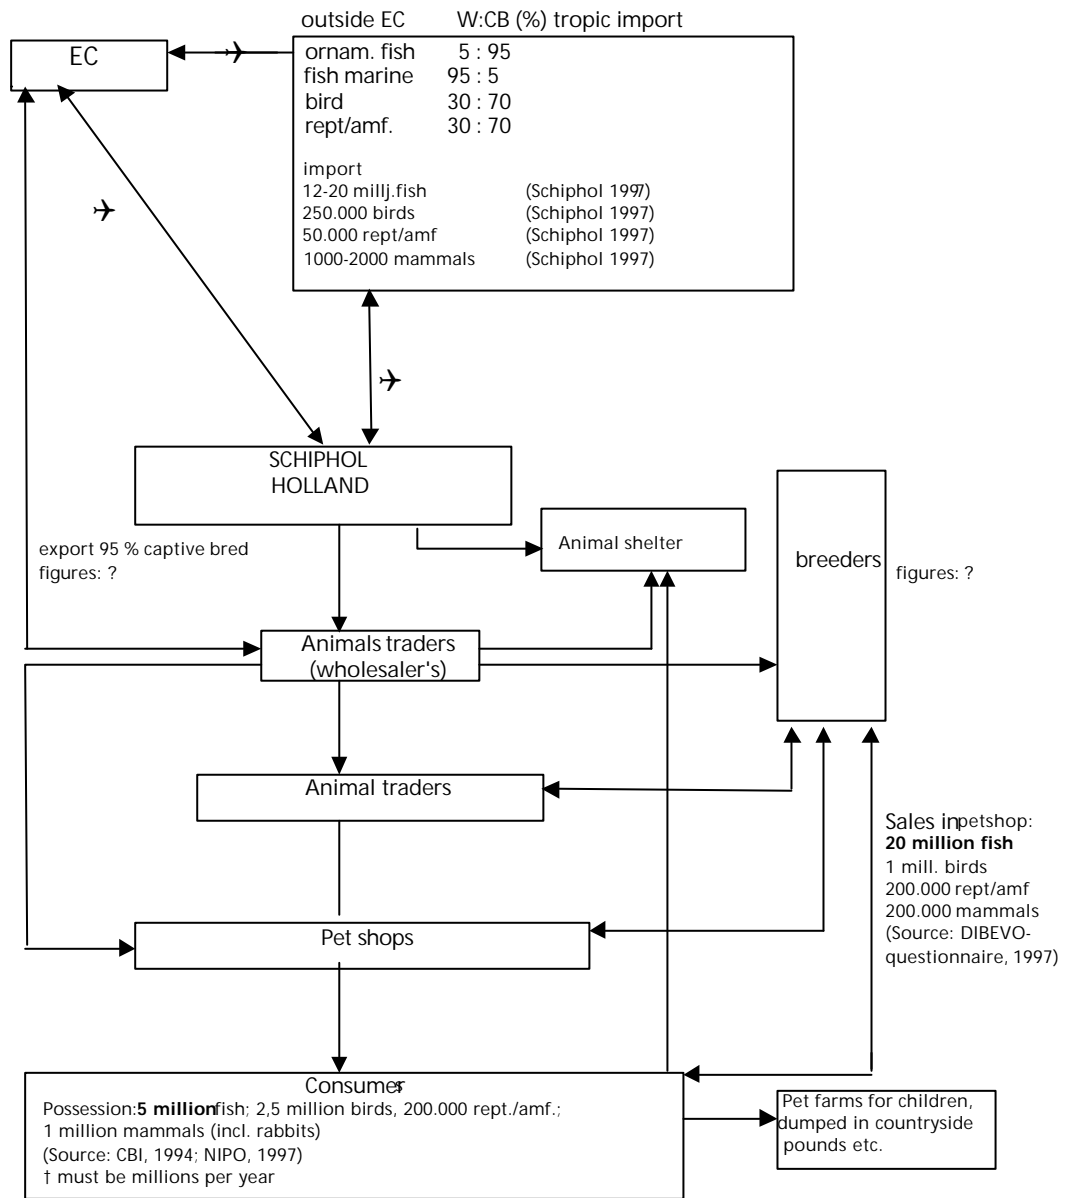 outside EC W:CB (%) tropic import
EC
ornam. fish 5 : 95
fish marine 95 : 5
bird 30 : 70
rept/amf. 30 : 70
import
12-20 millj.fish (Schiphol 1997)
250.000 birds (Schiphol 1997)
50.000 rept/amf (Schiphol 1997)
1000-2000 mammals (Schiphol 1997)
SCHIPHOL
HOLLAND
export 95 % captive bred
figures: ?
Animal shelter
breeders
figures: ?
Animals traders
(wholesaler's)
Animal traders
Sales in petshop:
20 million fish
1 mill. birds
200.000 rept/amf
200.000 mammals
(Source: DIBEVO-
questionnaire, 1997)
Pet shops
Consumers
Possession: 5 million fish; 2,5 million birds, 200.000 rept./amf.;
1 million mammals (incl. rabbits)
(Source: CBI, 1994; NIPO, 1997)
† must be millions per year
Pet farms for children,
dumped in countryside
pounds etc.